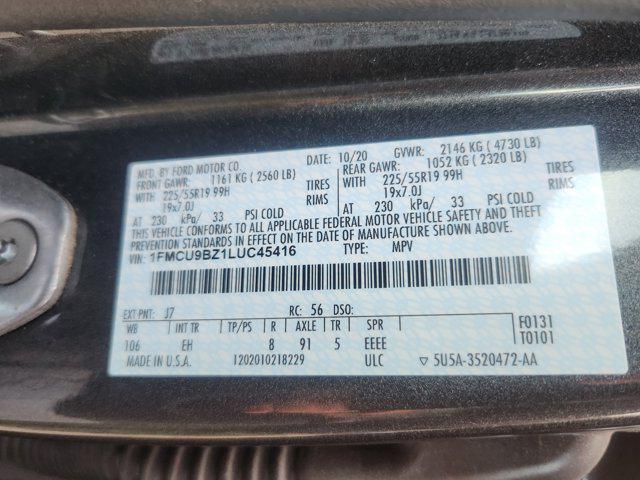 MFD. BY FORD MOTOR CO.
DATE: 10/20 GVWR: 2146 KG ( 4730 LB)
FRONT GAWR: 1161 KG ( 2560 LB)
REAR GAWR: 1052 KG ( 2320 LB)
WITH 225/55R19 99H TIRES
WITH 225/55R19 99H TIRES
19x7.0J RIMS
19x7.0J RIMS
AT 230 kPa/ 33 PSI COLD
AT 230 kPa/ 33 PSI COLD
THIS VEHICLE CONFORMS TO ALL APPLICABLE FEDERAL MOTOR VEHICLE SAFETY AND THEFT
PREVENTION STANDARDS IN EFFECT ON THE DATE OF MANUFACTURE SHOWN ABOVE.
VIN: 1FMCU9BZ1LUC45416 TYPE: MPV
EXT PNT: J7 RC: 56 DSO:
WB INT TR TP/PS R AXLE TR SPR
106 EH 8 91 5 EEEE
F0131
T0101
MADE IN U.S.A. 1202010218229 ULC ▽ 5U5A-3520472-AA